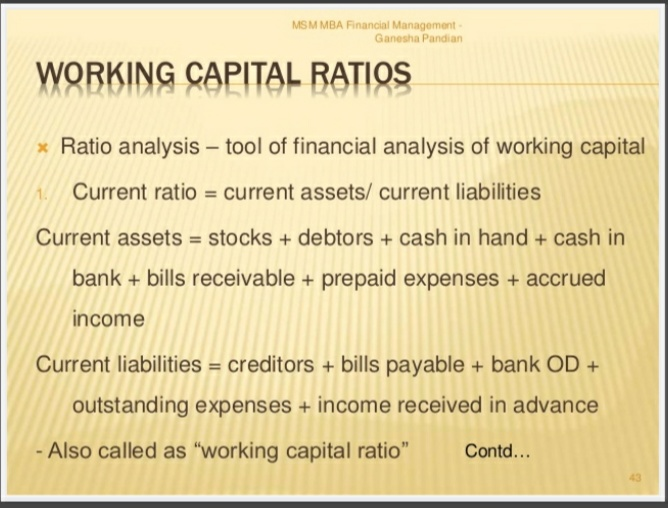 MSM MBA Financial Management -
Ganesha Pandian
WORKING CAPITAL RATIOS
Ratio analysis – tool of financial analysis of working capital
1. Current ratio = current assets/ current liabilities
Current assets = stocks + debtors + cash in hand + cash in
bank + bills receivable + prepaid expenses + accrued
income
Current liabilities = creditors + bills payable + bank OD +
outstanding expenses + income received in advance
- Also called as “working capital ratio” Contd…
43